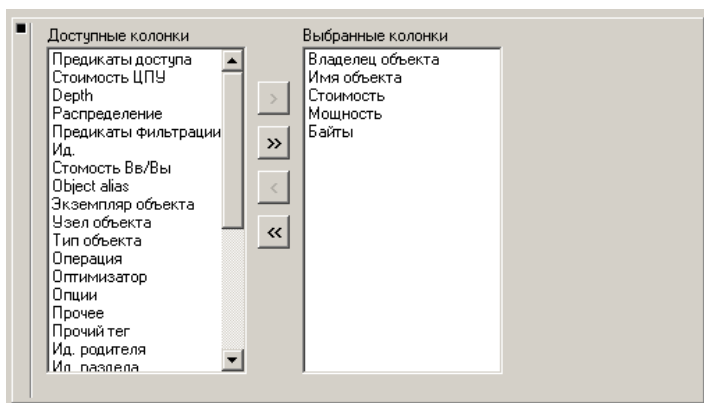 Доступные колонки
Предикаты доступа
Стоимость ЦПУ
Depth
Распределение
Предикаты фильтрации
Ид.
Стомость Вв/Вы
Object alias
Экземпляр объекта
Узел объекта
Тип объекта
Операция
Оптимизатор
Опции
Прочее
Прочий тег
Ид. родителя
Ид. раздела
>
>>
<
<<
Выбранные колонки
Владелец объекта
Имя объекта
Стоимость
Мощность
Байты